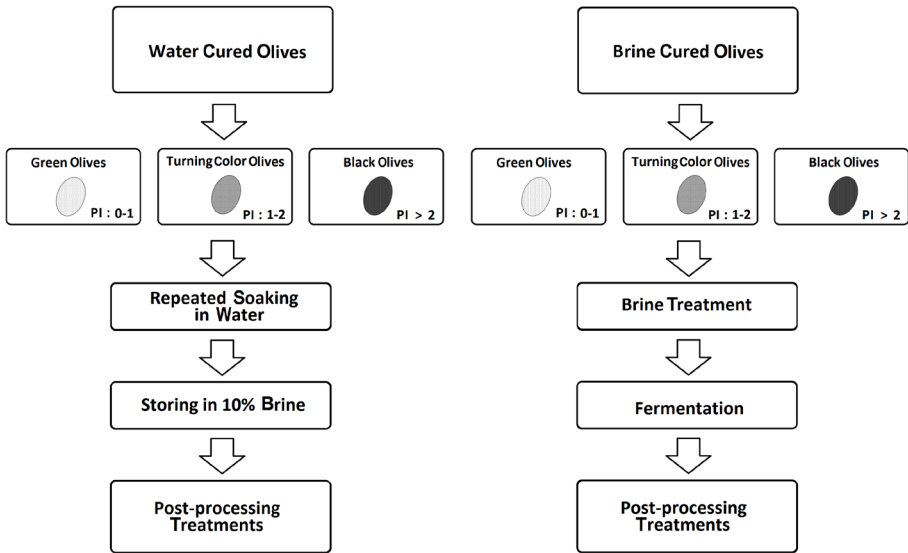 Water Cured Olives
Green Olives
PI : 0-1
Turning Color Olives
PI : 1-2
Black Olives
PI > 2
Repeated Soaking
in Water
Storing in 10% Brine
Post-processing
Treatments
Brine Cured Olives
Green Olives
PI : 0-1
Turning Color Olives
PI : 1-2
Black Olives
PI > 2
Brine Treatment
Fermentation
Post-processing
Treatments